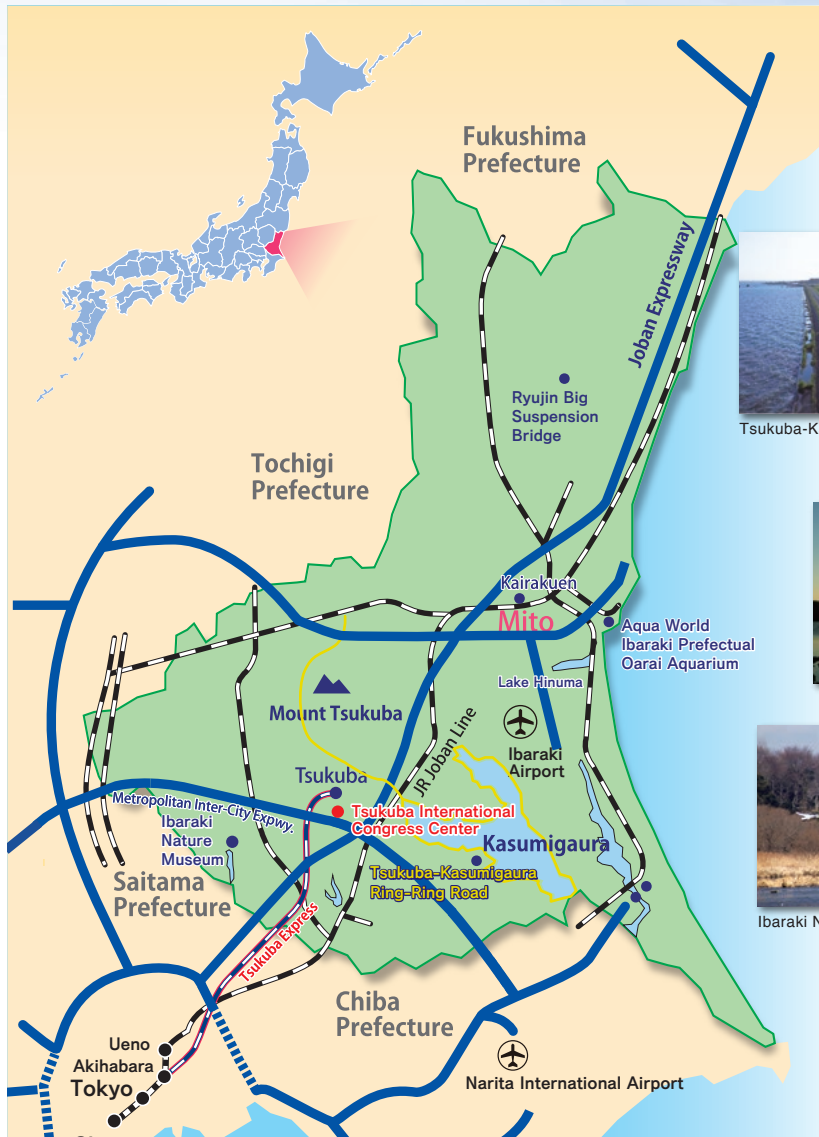 Fukushima
Prefecture
Joban Expressway
Ryujin Big
Suspension
Bridge
Tsukuba-K
Tochigi
Prefecture
Kairakuen
Mito
Aqua World
Ibaraki Prefectual
Oarai Aquarium
Lake Hinuma
Mount Tsukuba
JR Joban Line
Ibaraki
Airport
Tsukuba
Metropolitan Inter-City Expwy.
Tsukuba International
Congress Center
Ibaraki
Nature
Museum
Kasumigaura
Tsukuba-Kasumigaura
Ring-Ring Road
Saitama
Prefecture
Ibaraki N
Tsukuba Express
Chiba
Prefecture
Ueno
Akihabara
Tokyo
Narita International Airport